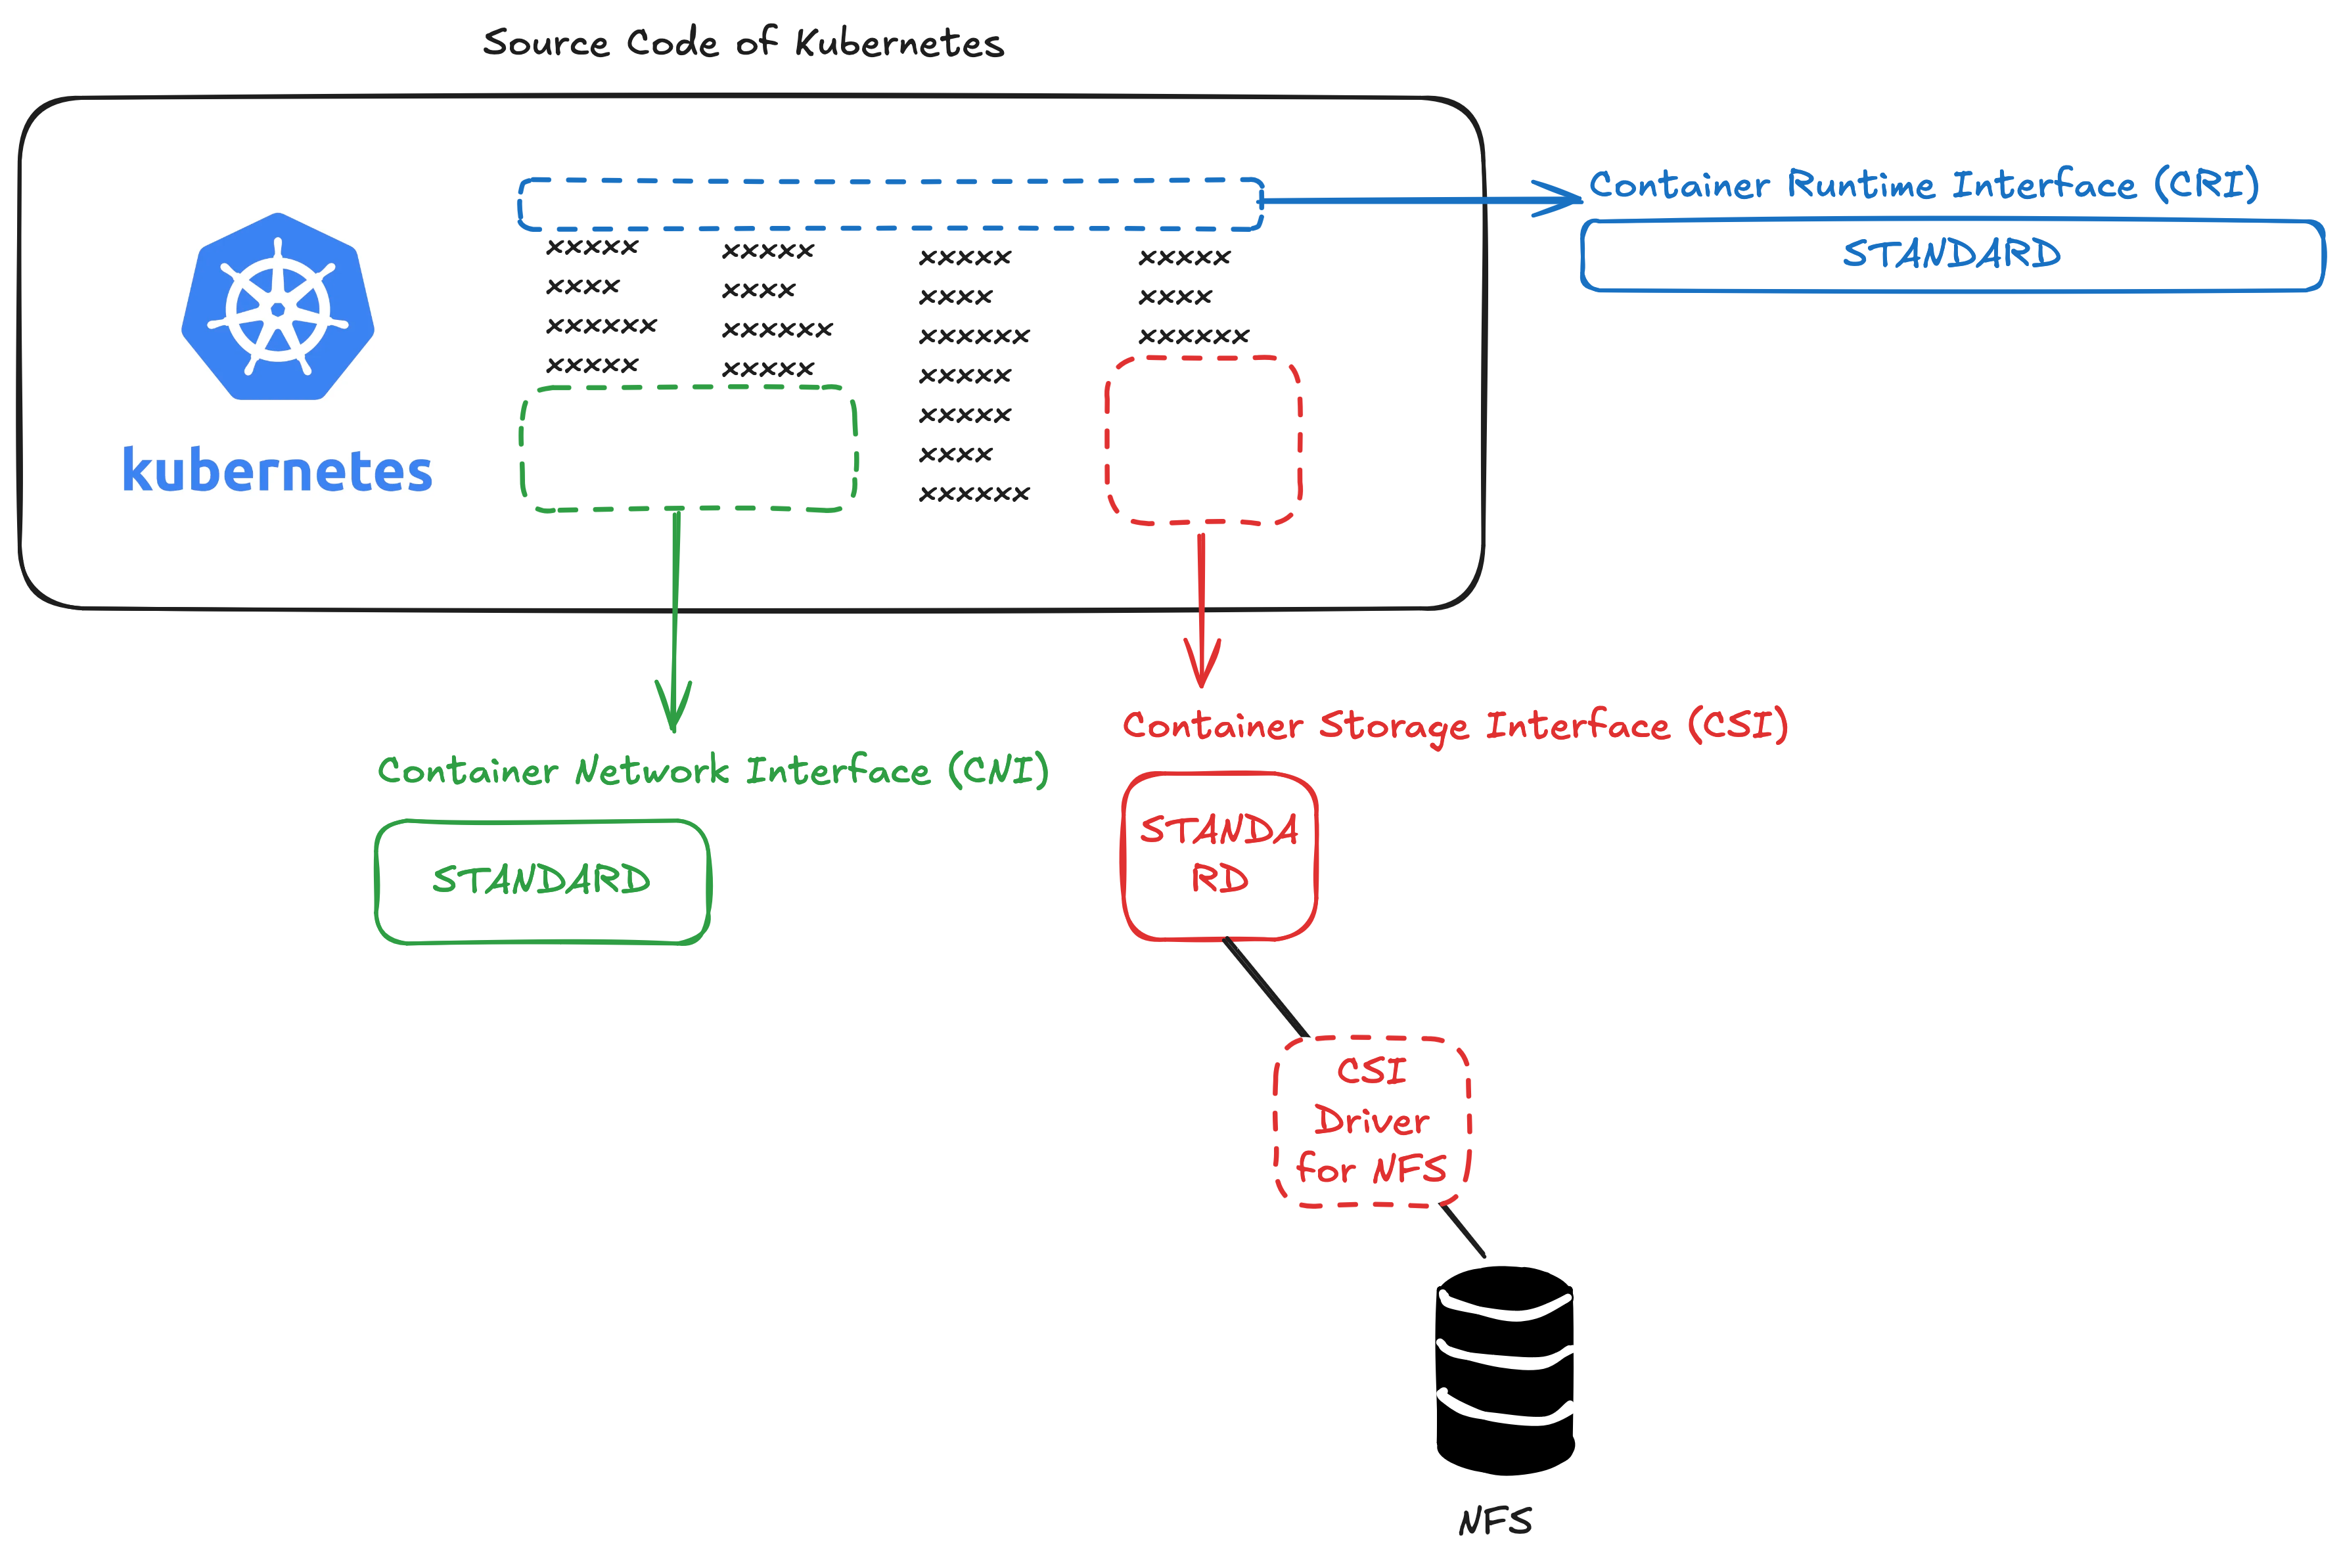 Source Code of Kubernetes
Container Runtime Interface (CRI)
STANDARD
xxxxx xxxxx xxxxx xxxxx
xxxx xxxx xxxx xxxx
xxxxxx xxxxxx xxxxxx xxxxxx
xxxxx xxxxx xxxxx
xxxxx
xxxx
xxxxxx
kubernetes
Container Network Interface (CNI)
STANDARD
Container Storage Interface (CSI)
STANDA
RD
CSI
Driver
for NFS
NFS